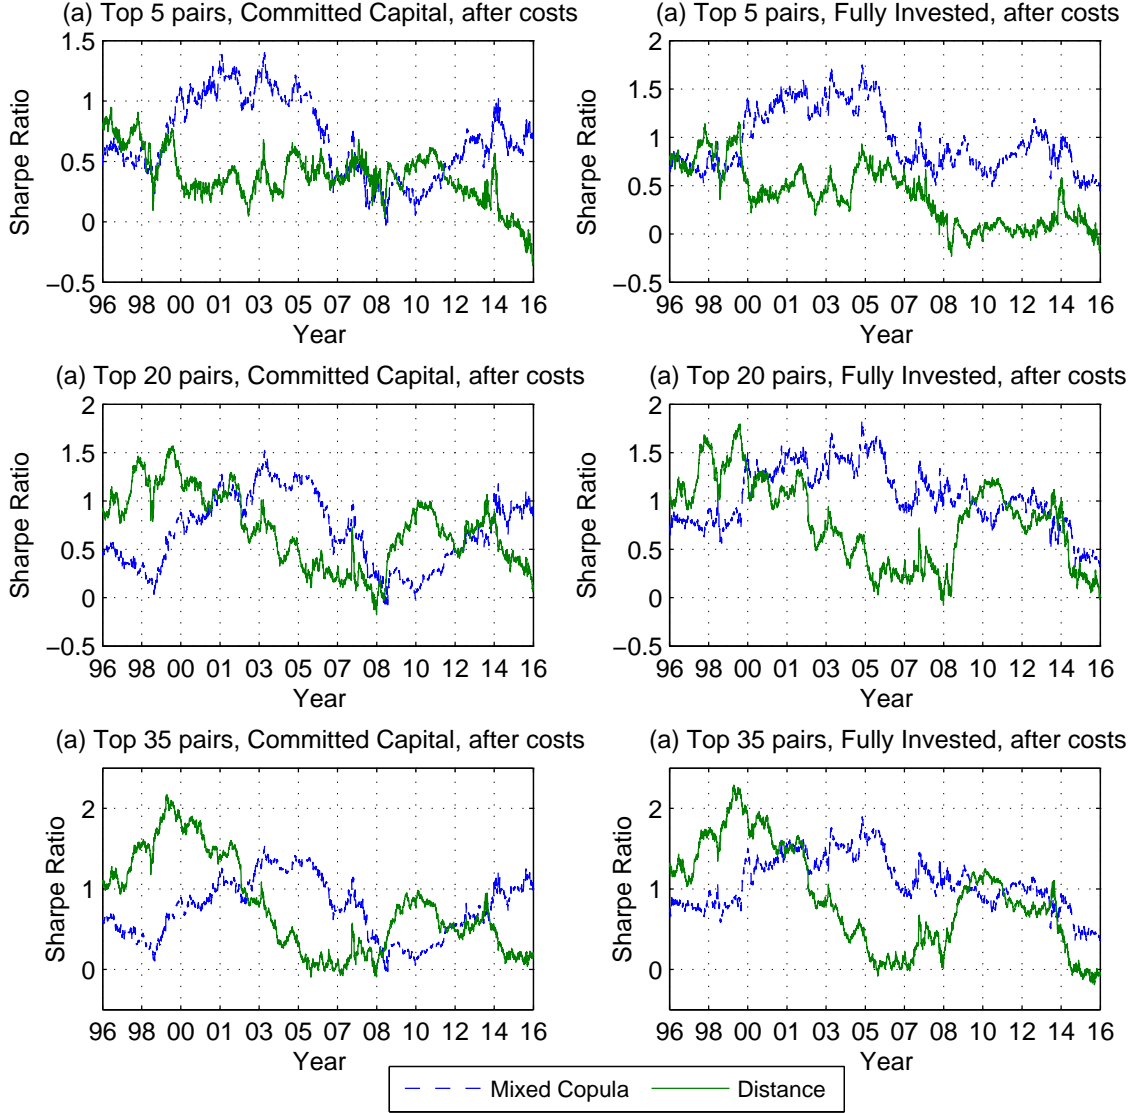 (a) Top 5 pairs, Committed Capital, after costs
1.5
1
0.5
0
−0.5
Sharpe Ratio
96 98 00 01 03 05 07 08 10 12 14 16
Year
(a) Top 5 pairs, Fully Invested, after costs
2
1.5
1
0.5
0
−0.5
Sharpe Ratio
96 98 00 01 03 05 07 08 10 12 14 16
Year
(a) Top 20 pairs, Committed Capital, after costs
2
1.5
1
0.5
0
−0.5
Sharpe Ratio
96 98 00 01 03 05 07 08 10 12 14 16
Year
(a) Top 20 pairs, Fully Invested, after costs
2
1.5
1
0.5
0
−0.5
Sharpe Ratio
96 98 00 01 03 05 07 08 10 12 14 16
Year
(a) Top 35 pairs, Committed Capital, after costs
2
1
0
Sharpe Ratio
96 98 00 01 03 05 07 08 10 12 14 16
Year
(a) Top 35 pairs, Fully Invested, after costs
2
1
0
Sharpe Ratio
96 98 00 01 03 05 07 08 10 12 14 16
Year
Mixed Copula
Distance